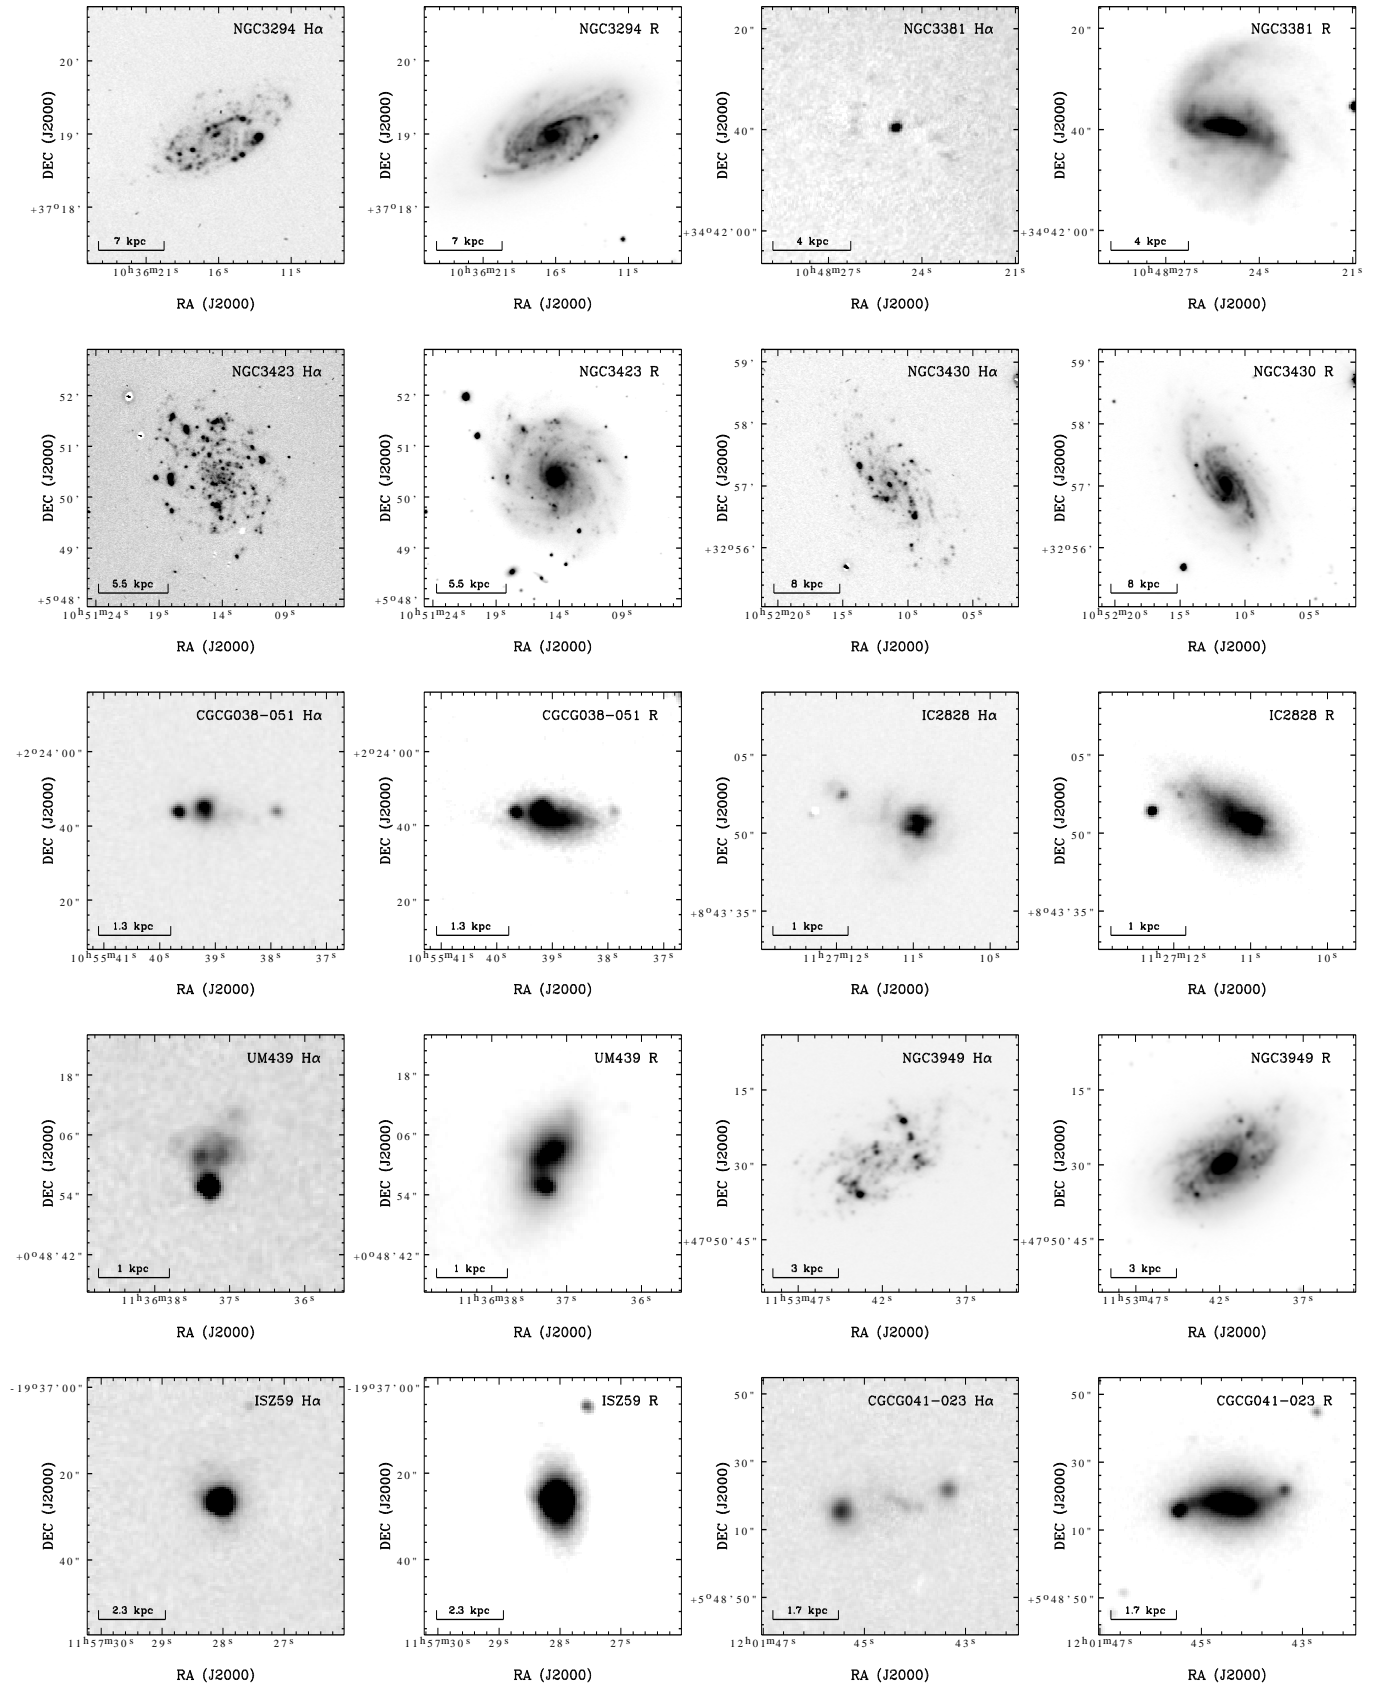 NGC3294 Hα
NGC3294 R
NGC3381 Hα
NGC3381 R
DEC (J2000)
20'
19'
+37°18'
7 kpc
10ʰ36ᵐ21ˢ 16ˢ 11ˢ
RA (J2000)
DEC (J2000)
20'
19'
+37°18'
7 kpc
10ʰ36ᵐ21ˢ 16ˢ 11ˢ
RA (J2000)
DEC (J2000)
20"
40"
+34°42'00"
4 kpc
10ʰ48ᵐ27ˢ 24ˢ 21ˢ
RA (J2000)
DEC (J2000)
20"
40"
+34°42'00"
4 kpc
10ʰ48ᵐ27ˢ 24ˢ 21ˢ
RA (J2000)
NGC3423 Hα
NGC3423 R
NGC3430 Hα
NGC3430 R
DEC (J2000)
52'
51'
50'
49'
+5°48'
5.5 kpc
10ʰ51ᵐ24ˢ 19ˢ 14ˢ 09ˢ
RA (J2000)
DEC (J2000)
52'
51'
50'
49'
+5°48'
5.5 kpc
10ʰ51ᵐ24ˢ 19ˢ 14ˢ 09ˢ
RA (J2000)
DEC (J2000)
59'
58'
57'
+32°56'
8 kpc
10ʰ52ᵐ20ˢ 15ˢ 10ˢ 05ˢ
RA (J2000)
DEC (J2000)
59'
58'
57'
+32°56'
8 kpc
10ʰ52ᵐ20ˢ 15ˢ 10ˢ 05ˢ
RA (J2000)
CGCG038-051 Hα
CGCG038-051 R
IC2828 Hα
IC2828 R
DEC (J2000)
+2°24'00"
40"
20"
1.3 kpc
10ʰ55ᵐ41ˢ 40ˢ 39ˢ 38ˢ 37ˢ
RA (J2000)
DEC (J2000)
+2°24'00"
40"
20"
1.3 kpc
10ʰ55ᵐ41ˢ 40ˢ 39ˢ 38ˢ 37ˢ
RA (J2000)
DEC (J2000)
05"
50"
+8°43'35"
1 kpc
11ʰ27ᵐ12ˢ 11ˢ 10ˢ
RA (J2000)
DEC (J2000)
05"
50"
+8°43'35"
1 kpc
11ʰ27ᵐ12ˢ 11ˢ 10ˢ
RA (J2000)
UM439 Hα
UM439 R
NGC3949 Hα
NGC3949 R
DEC (J2000)
18"
06"
54"
+0°48'42"
1 kpc
11ʰ36ᵐ38ˢ 37ˢ 36ˢ
RA (J2000)
DEC (J2000)
18"
06"
54"
+0°48'42"
1 kpc
11ʰ36ᵐ38ˢ 37ˢ 36ˢ
RA (J2000)
DEC (J2000)
15"
30"
+47°50'45"
3 kpc
11ʰ53ᵐ47ˢ 42ˢ 37ˢ
RA (J2000)
DEC (J2000)
15"
30"
+47°50'45"
3 kpc
11ʰ53ᵐ47ˢ 42ˢ 37ˢ
RA (J2000)
ISZ59 Hα
ISZ59 R
CGCG041-023 Hα
CGCG041-023 R
DEC (J2000)
-19°37'00"
20"
40"
2.3 kpc
11ʰ57ᵐ30ˢ 29ˢ 28ˢ 27ˢ
RA (J2000)
DEC (J2000)
-19°37'00"
20"
40"
2.3 kpc
11ʰ57ᵐ30ˢ 29ˢ 28ˢ 27ˢ
RA (J2000)
DEC (J2000)
50"
30"
10"
+5°48'50"
1.7 kpc
12ʰ01ᵐ47ˢ 45ˢ 43ˢ
RA (J2000)
DEC (J2000)
50"
30"
10"
+5°48'50"
1.7 kpc
12ʰ01ᵐ47ˢ 45ˢ 43ˢ
RA (J2000)